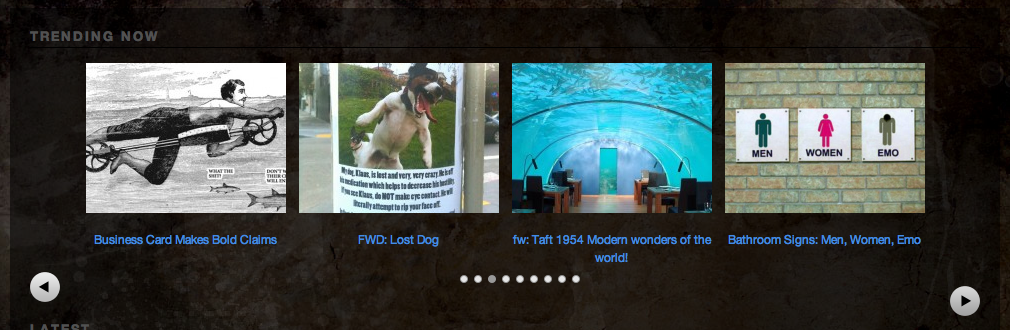 TRENDING NOW
WHAT THE
SHIT?
DON'T
My dog, Klaus, is lost and very, very crazy. He is off
his medication which helps to decrease his hostility.
If you see Klaus, do NOT make eye contact. He will
literally attempt to rip your face off.
MEN
WOMEN
EMO
Business Card Makes Bold Claims
FWD: Lost Dog
fw: Taft 1954 Modern wonders of the
world!
Bathroom Signs: Men, Women, Emo
LATEST